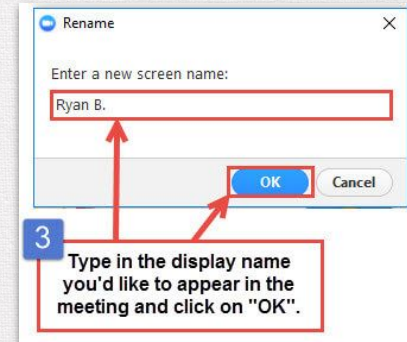 Rename
Enter a new screen name:
Ryan B.
OK Cancel
3
Type in the display name
you'd like to appear in the
meeting and click on "OK".